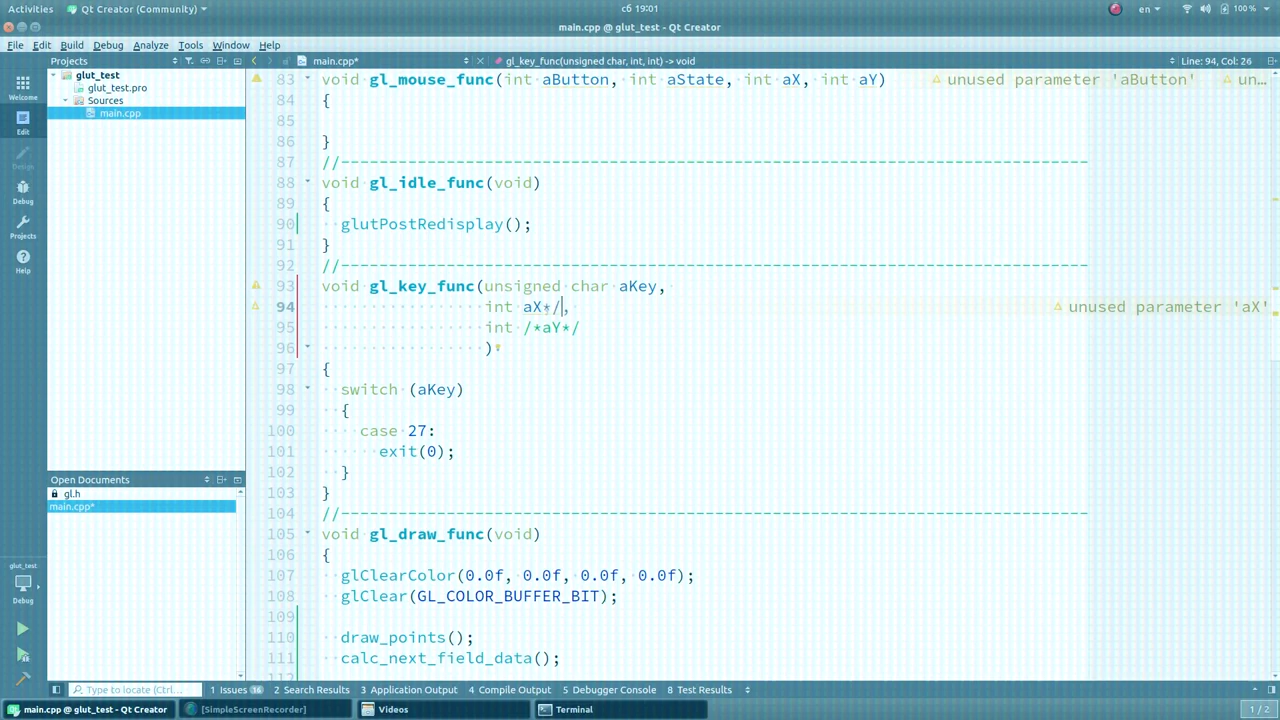 Activities Qt Creator (Community) сб 19:01 en 100 %
main.cpp @ glut_test - Qt Creator
File Edit Build Debug Analyze Tools Window Help
Projects main.cpp* gl_key_func(unsigned char, int, int) -> void Line: 94, Col: 26
glut_test
glut_test.pro
Sources
main.cpp
Welcome
Edit
Design
Debug
Projects
Help
83 void gl_mouse_func(int aButton, int aState, int aX, int aY) unused parameter 'aButton' un...
84 {
85
86 }
87 //------------------------------------------------------------------------------
88 void gl_idle_func(void)
89 {
90 glutPostRedisplay();
91 }
92 //------------------------------------------------------------------------------
93 void gl_key_func(unsigned char aKey,
94 int aX*/, unused parameter 'aX'
95 int /*aY*/
96 )
97 {
98 switch (aKey)
99 {
100 case 27:
101 exit(0);
102 }
103 }
104 //------------------------------------------------------------------------------
105 void gl_draw_func(void)
106 {
107 glClearColor(0.0f, 0.0f, 0.0f, 0.0f);
108 glClear(GL_COLOR_BUFFER_BIT);
109
110 draw_points();
111 calc_next_field_data();
Open Documents
gl.h
main.cpp*
glut_test
Debug
Type to locate (Ctrl... 1 Issues 16 2 Search Results 3 Application Output 4 Compile Output 5 Debugger Console 8 Test Results
main.cpp @ glut_test - Qt Creator [SimpleScreenRecorder] Videos Terminal 1 / 2